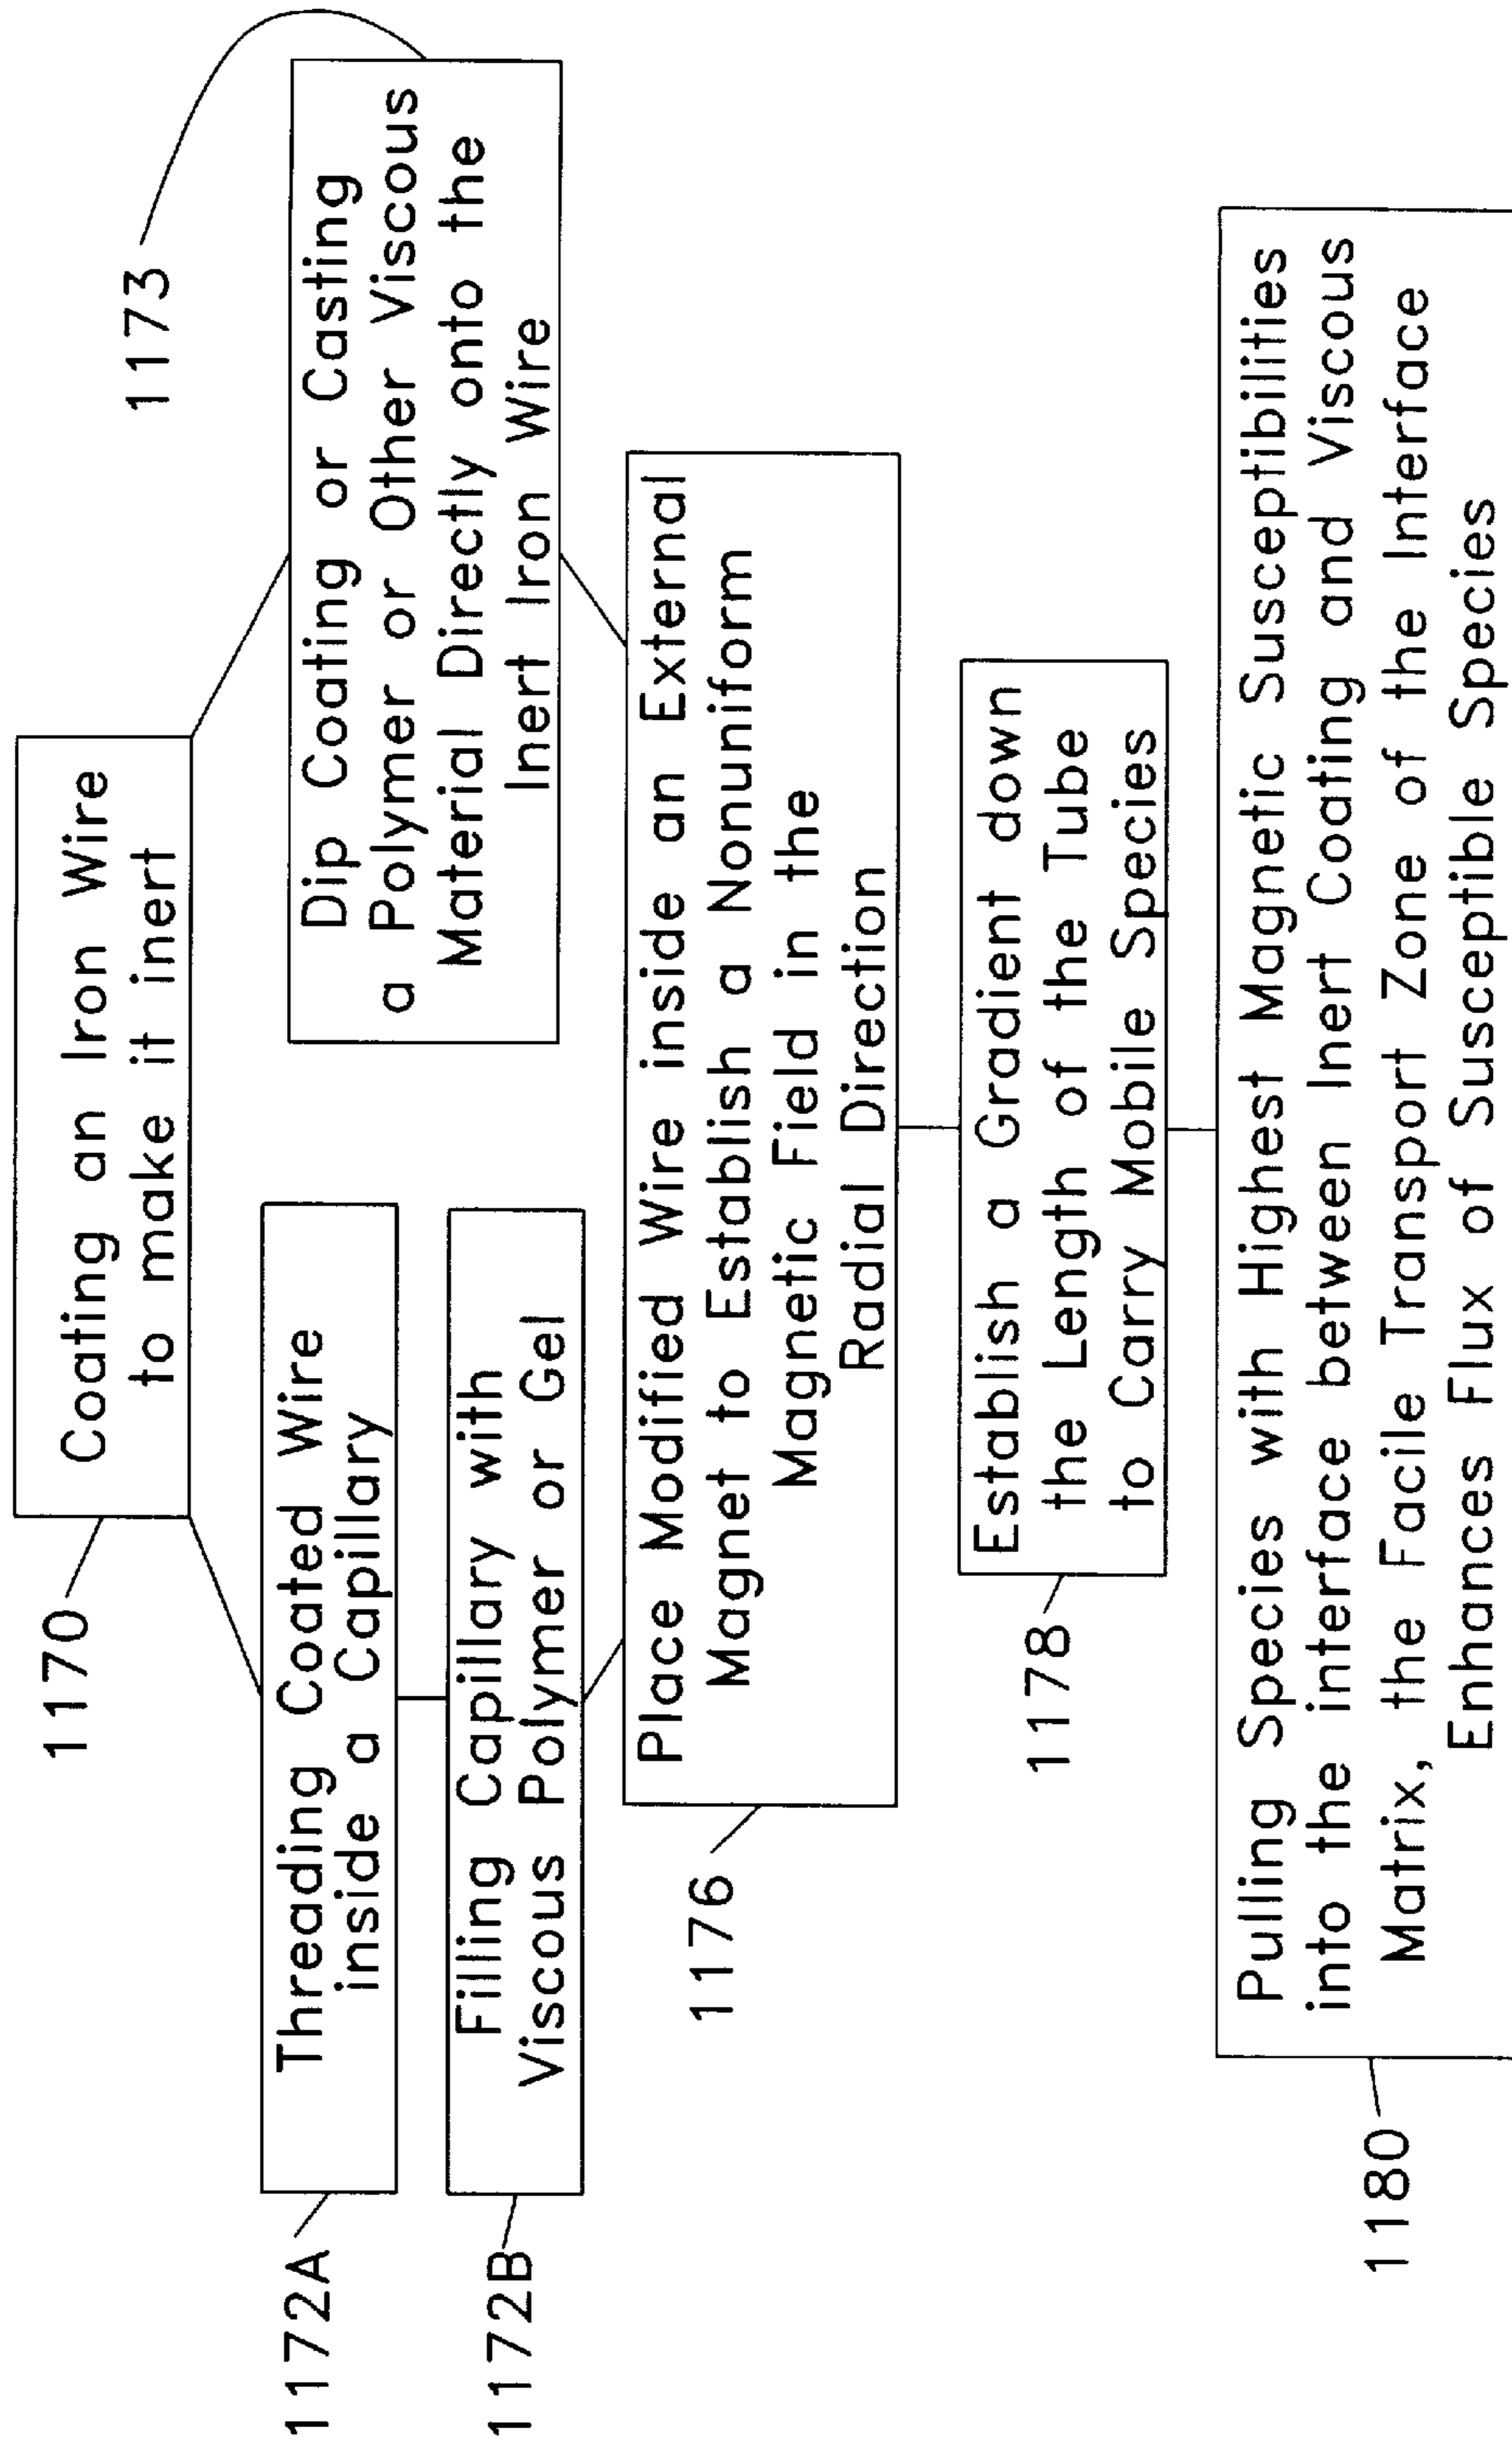 1170
Coating an Iron Wire
to make it inert
1173
1172A
Threading Coated Wire
inside a Capillary
Dip Coating or Casting
a Polymer or Other Viscous
Material Directly onto the
Inert Iron Wire
1172B
Filling Capillary with
Viscous Polymer or Gel
1176
Place Modified Wire inside an External
Magnet to Establish a Nonuniform
Magnetic Field in the
Radial Direction
1178
Establish a Gradient down
the Length of the Tube
to Carry Mobile Species
1180
Pulling Species with Highest Magnetic Susceptibilities
into the interface between Inert Coating and Viscous
Matrix, the Facile Transport Zone of the Interface
Enhances Flux of Susceptible Species